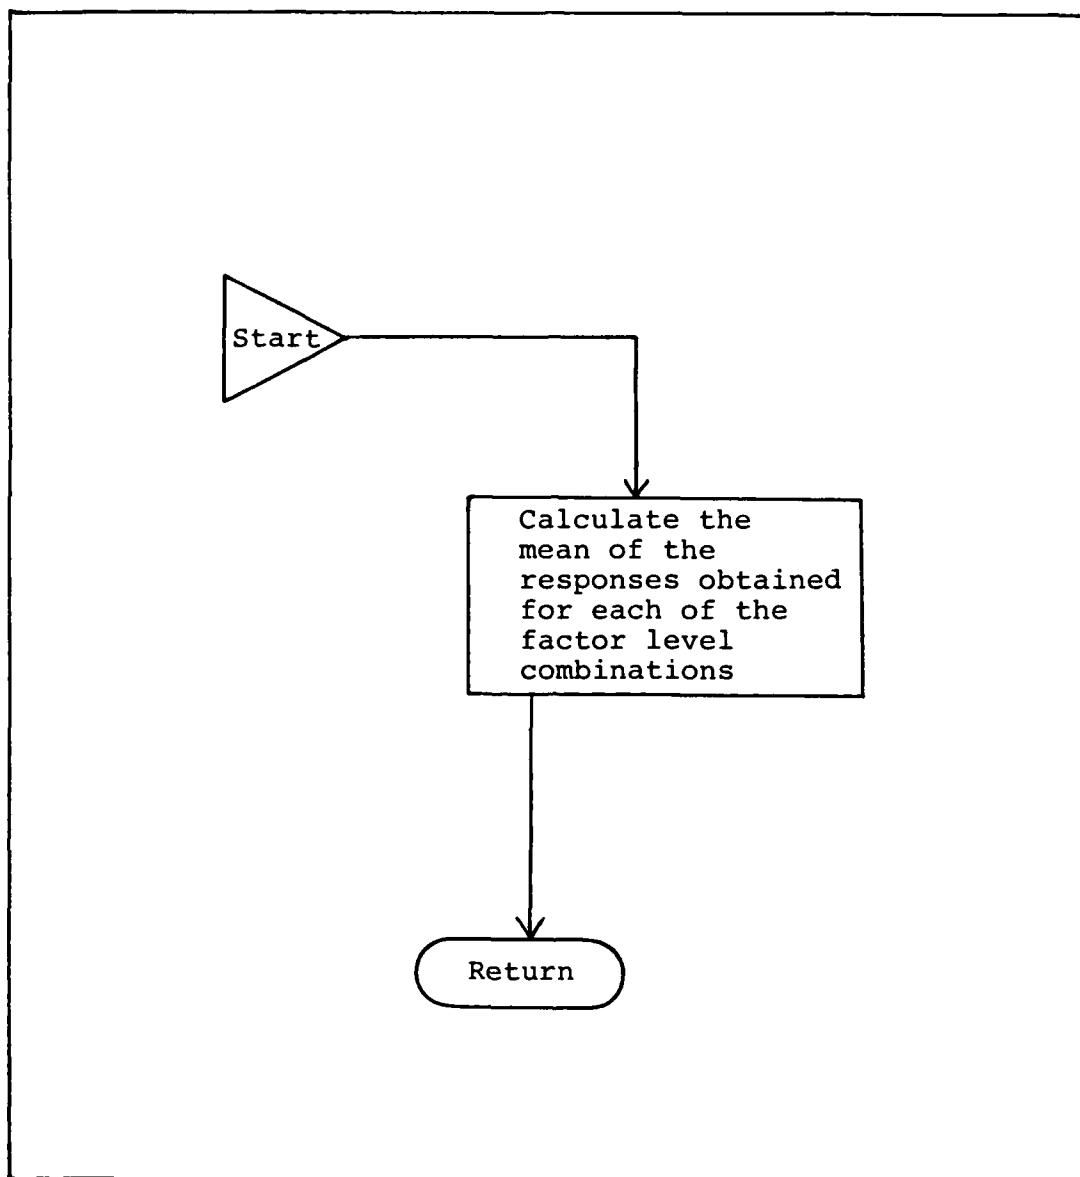 Start
Calculate the
mean of the
responses obtained
for each of the
factor level
combinations
Return